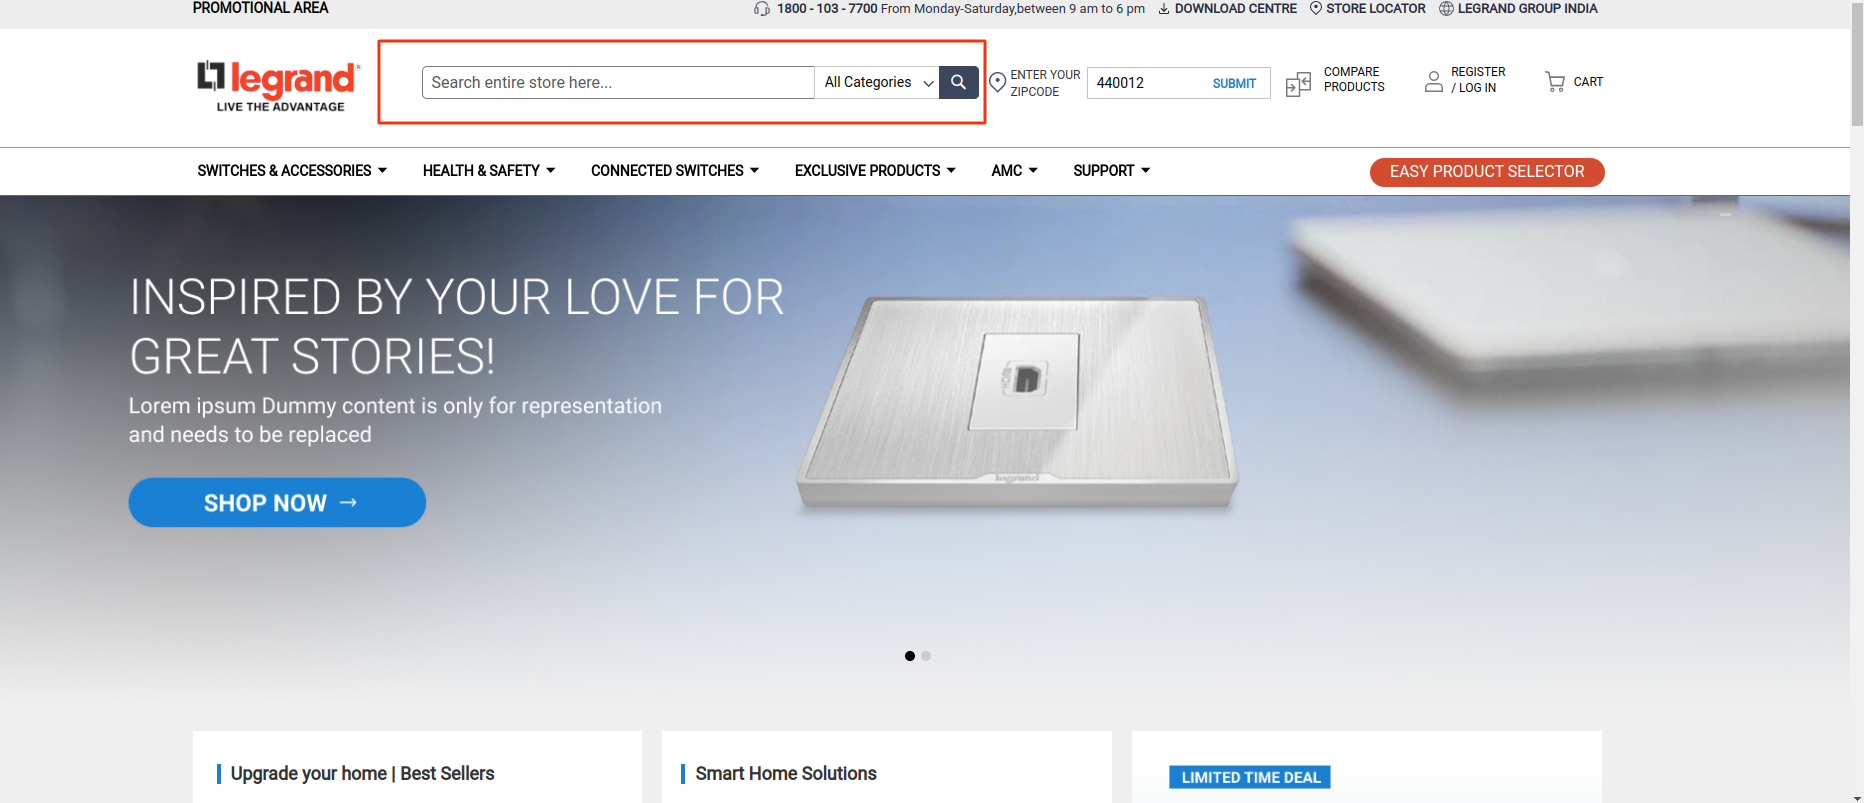 PROMOTIONAL AREA
1800 - 103 - 7700 From Monday-Saturday,between 9 am to 6 pm
DOWNLOAD CENTRE
STORE LOCATOR
LEGRAND GROUP INDIA
legrand®
LIVE THE ADVANTAGE
Search entire store here...
All Categories
ENTER YOUR
ZIPCODE
440012
SUBMIT
COMPARE
PRODUCTS
REGISTER
/ LOG IN
CART
SWITCHES & ACCESSORIES
HEALTH & SAFETY
CONNECTED SWITCHES
EXCLUSIVE PRODUCTS
AMC
SUPPORT
EASY PRODUCT SELECTOR
INSPIRED BY YOUR LOVE FOR
GREAT STORIES!
Lorem ipsum Dummy content is only for representation
and needs to be replaced
SHOP NOW →
legrand
Upgrade your home | Best Sellers
Smart Home Solutions
LIMITED TIME DEAL